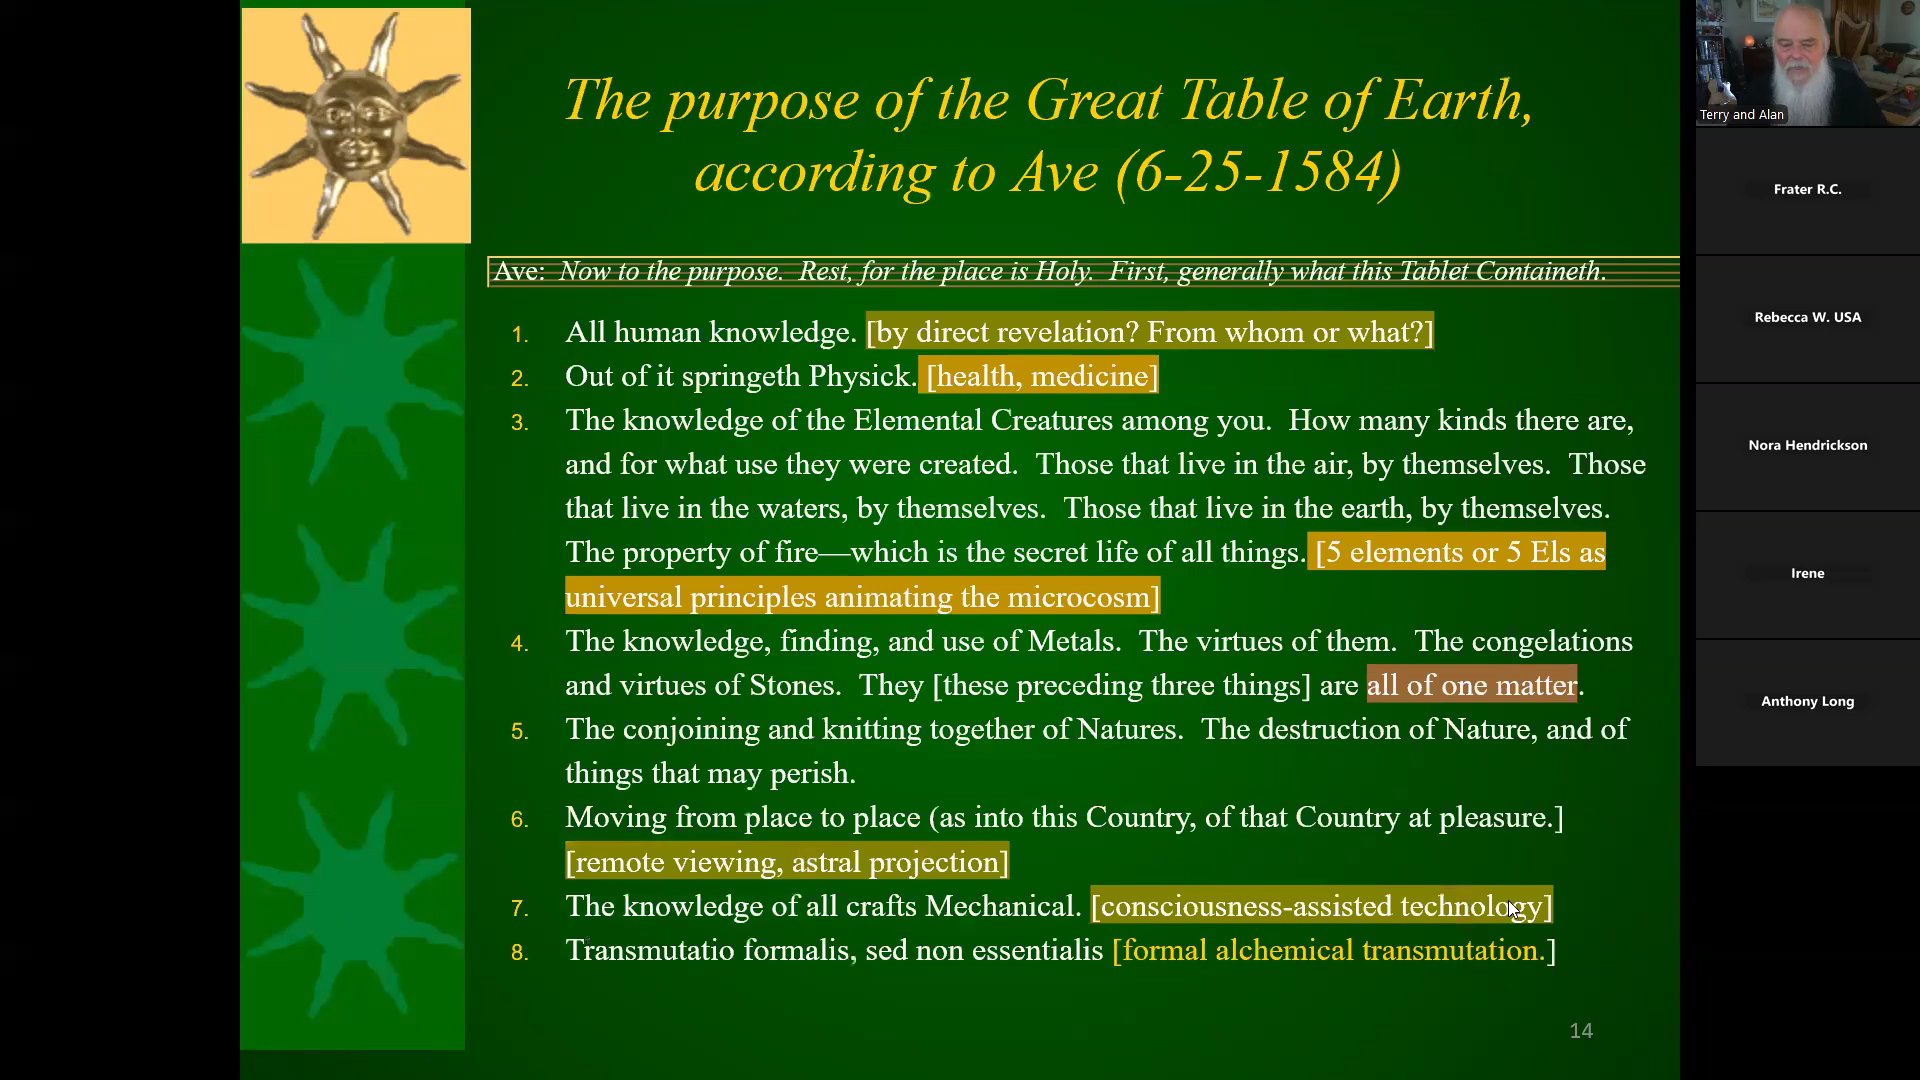 The purpose of the Great Table of Earth,
according to Ave (6-25-1584)
Ave:  Now to the purpose.  Rest, for the place is Holy.  First, generally what this Tablet Containeth.
1. All human knowledge. [by direct revelation? From whom or what?]
2. Out of it springeth Physick. [health, medicine]
3. The knowledge of the Elemental Creatures among you.  How many kinds there are,
and for what use they were created.  Those that live in the air, by themselves.  Those
that live in the waters, by themselves.  Those that live in the earth, by themselves.
The property of fire—which is the secret life of all things. [5 elements or 5 Els as
universal principles animating the microcosm]
4. The knowledge, finding, and use of Metals.  The virtues of them.  The congelations
and virtues of Stones.  They [these preceding three things] are all of one matter.
5. The conjoining and knitting together of Natures.  The destruction of Nature, and of
things that may perish.
6. Moving from place to place (as into this Country, of that Country at pleasure.]
[remote viewing, astral projection]
7. The knowledge of all crafts Mechanical. [consciousness-assisted technology]
8. Transmutatio formalis, sed non essentialis [formal alchemical transmutation.]
14
Terry and Alan
Frater R.C.
Rebecca W. USA
Nora Hendrickson
Irene
Anthony Long